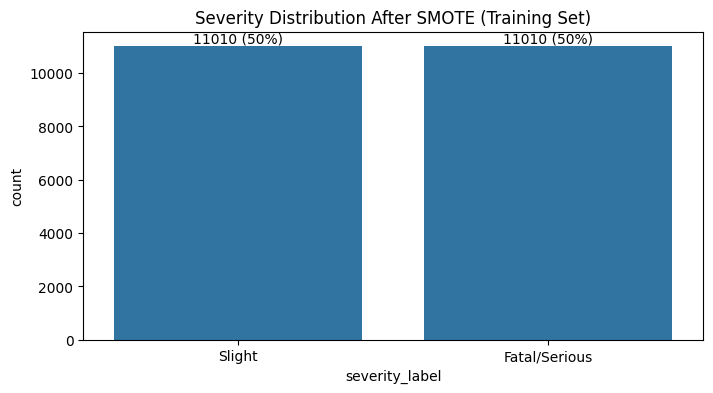 Severity Distribution After SMOTE (Training Set)
11010 (50%) 11010 (50%)
10000
8000
6000
4000
2000
0
count
Slight Fatal/Serious
severity_label